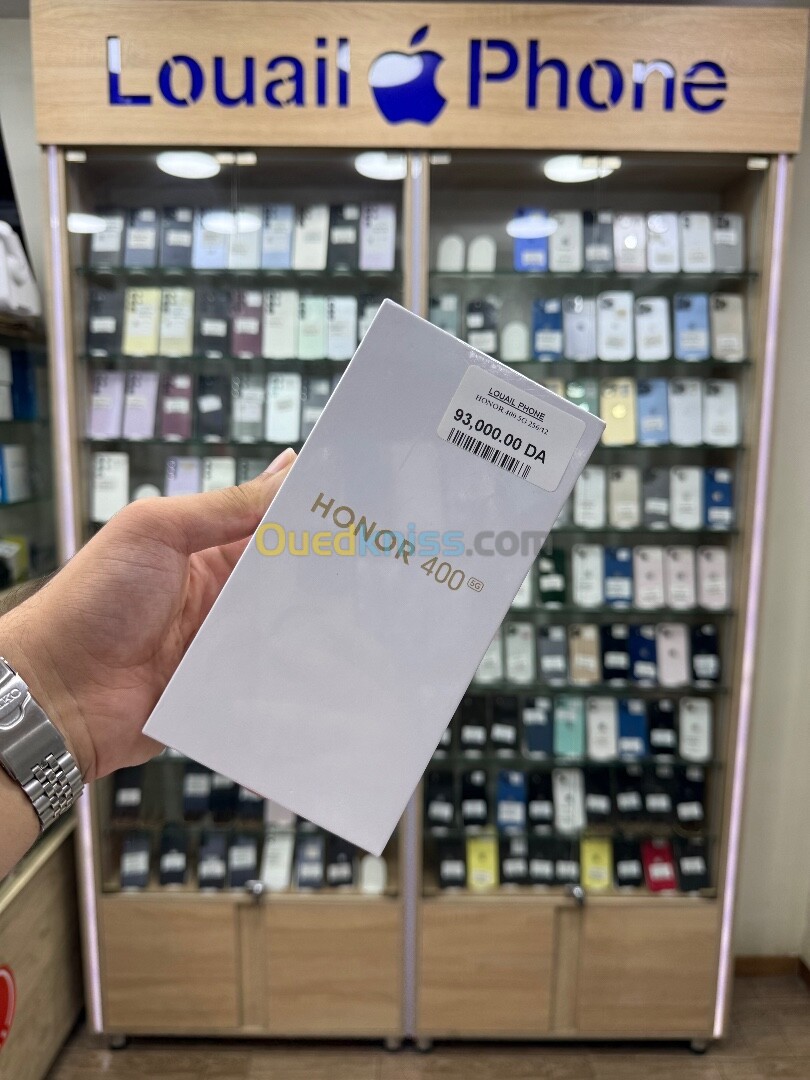 Louail Phone
LOUAIL PHONE
HONOR 400 5G 256/12
93,000.00 DA
HONOR 400 5G
Ouedkniss.com